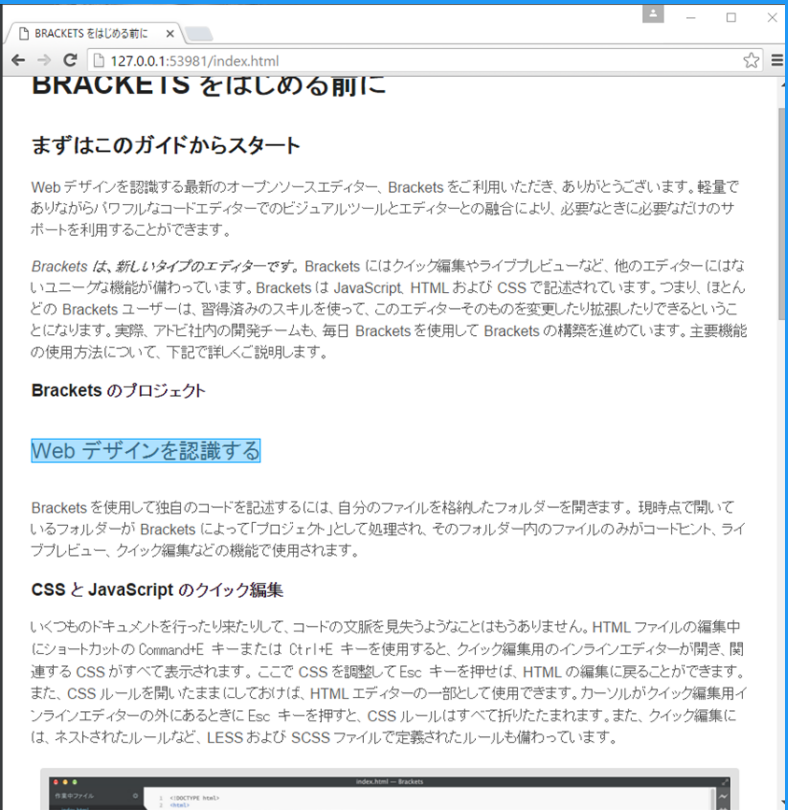 BRACKETS をはじめる前に
127.0.0.1:53981/index.html
BRACKETS をはじめる前に
まずはこのガイドからスタート
Web デザインを認識する最新のオープンソースエディター、Brackets をご利用いただき、ありがとうございます。軽量で
ありながらパワフルなコードエディターでのビジュアルツールとエディターとの融合により、必要なときに必要なだけのサ
ポートを利用することができます。
Brackets は、新しいタイプのエディターです。 Brackets にはクイック編集やライブプレビューなど、他のエディターにはな
いユニークな機能が備わっています。Brackets は JavaScript, HTML および CSS で記述されています。つまり、ほとん
どの Brackets ユーザーは、習得済みのスキルを使って、このエディターそのものを変更したり拡張したりできるというこ
とになります。実際、アドビ社内の開発チームも、毎日 Brackets を使用して Brackets の構築を進めています。主要機能
の使用方法について、下記で詳しくご説明します。
Brackets のプロジェクト
Web デザインを認識する
Brackets を使用して独自のコードを記述するには、自分のファイルを格納したフォルダーを開きます。 現時点で開いて
いるフォルダーが Brackets によって「プロジェクト」として処理され、そのフォルダー内のファイルのみがコードヒント、ライ
ブプレビュー、クイック編集などの機能で使用されます。
CSS と JavaScript のクイック編集
いくつものドキュメントを行ったり来たりして、コードの文脈を見失うようなことはもうありません。HTML ファイルの編集中
にショートカットの Command+E キーまたは Ctrl+E キーを使用すると、クイック編集用のインラインエディターが開き、関
連する CSS がすべて表示されます。 ここで CSS を調整して Esc キーを押せば、HTML の編集に戻ることができます。
また、CSS ルールを開いたままにしておけば、HTML エディターの一部として使用できます。カーソルがクイック編集用イ
ンラインエディターの外にあるときに Esc キーを押すと、CSS ルールはすべて折りたたまれます。また、クイック編集に
は、ネストされたルールなど、LESS および SCSS ファイルで定義されたルールも備わっています。
index.html — Brackets
作業中ファイル
1 <!DOCTYPE html>
2 <html>